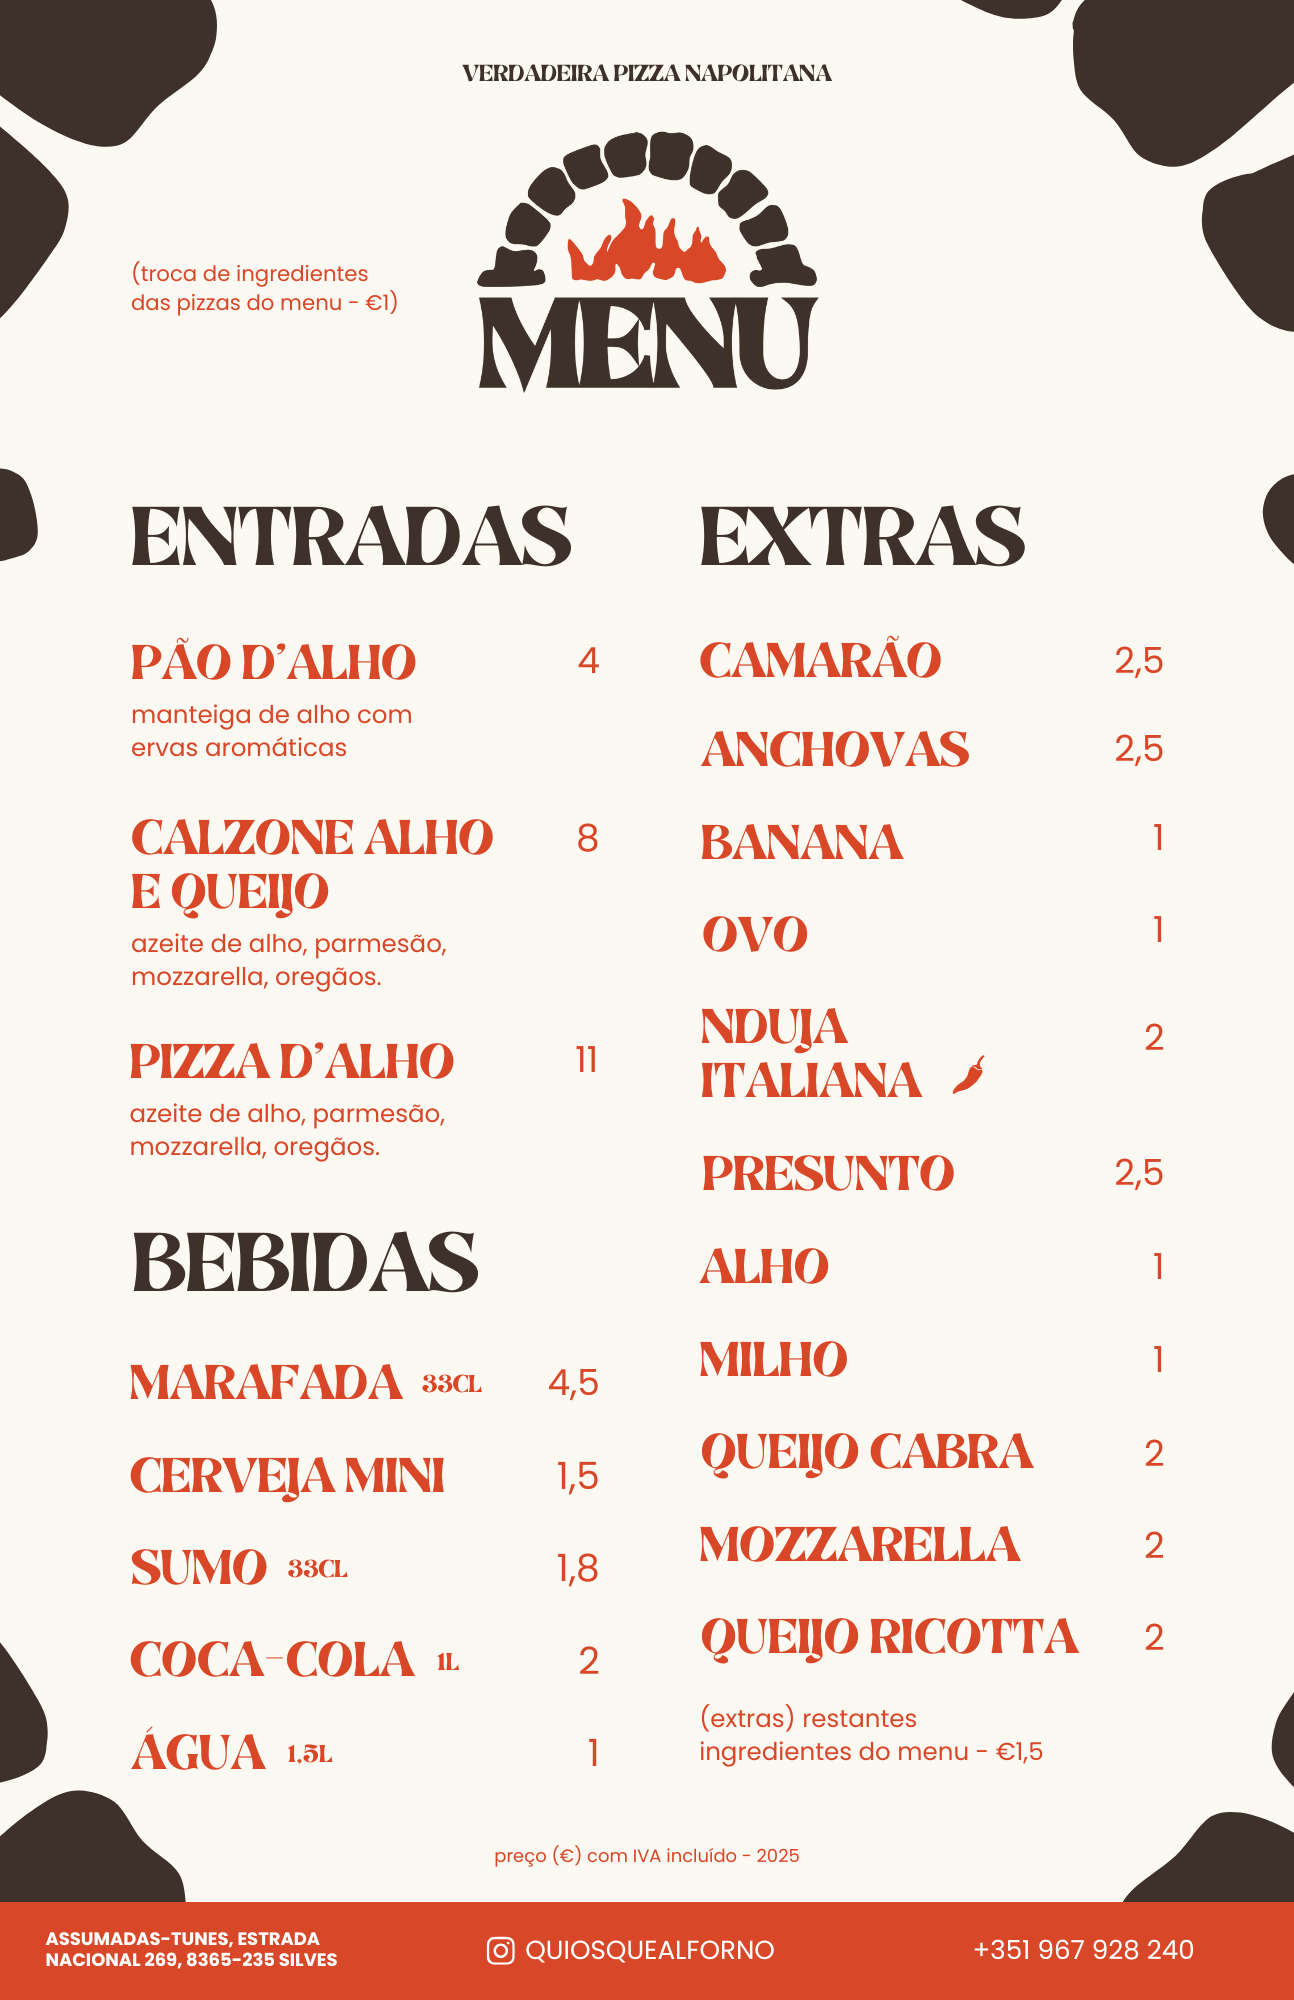 VERDADEIRA PIZZA NAPOLITANA
(troca de ingredientes
das pizzas do menu - €1)
MENU
ENTRADAS
PÃO D'ALHO 4
manteiga de alho com
ervas aromáticas
CALZONE ALHO 8
E QUEIJO
azeite de alho, parmesão,
mozzarella, oregãos.
PIZZA D'ALHO 11
azeite de alho, parmesão,
mozzarella, oregãos.
BEBIDAS
MARAFADA 33CL 4,5
CERVEJA MINI 1,5
SUMO 33CL 1,8
COCA-COLA 1L 2
ÁGUA 1,5L 1
EXTRAS
CAMARÃO 2,5
ANCHOVAS 2,5
BANANA 1
OVO 1
NDUJA 2
ITALIANA
PRESUNTO 2,5
ALHO 1
MILHO 1
QUEIJO CABRA 2
MOZZARELLA 2
QUEIJO RICOTTA 2
(extras) restantes
ingredientes do menu - €1,5
preço (€) com IVA incluído - 2025
ASSUMADAS-TUNES, ESTRADA
NACIONAL 269, 8365-235 SILVES
QUIOSQUEALFORNO
+351 967 928 240